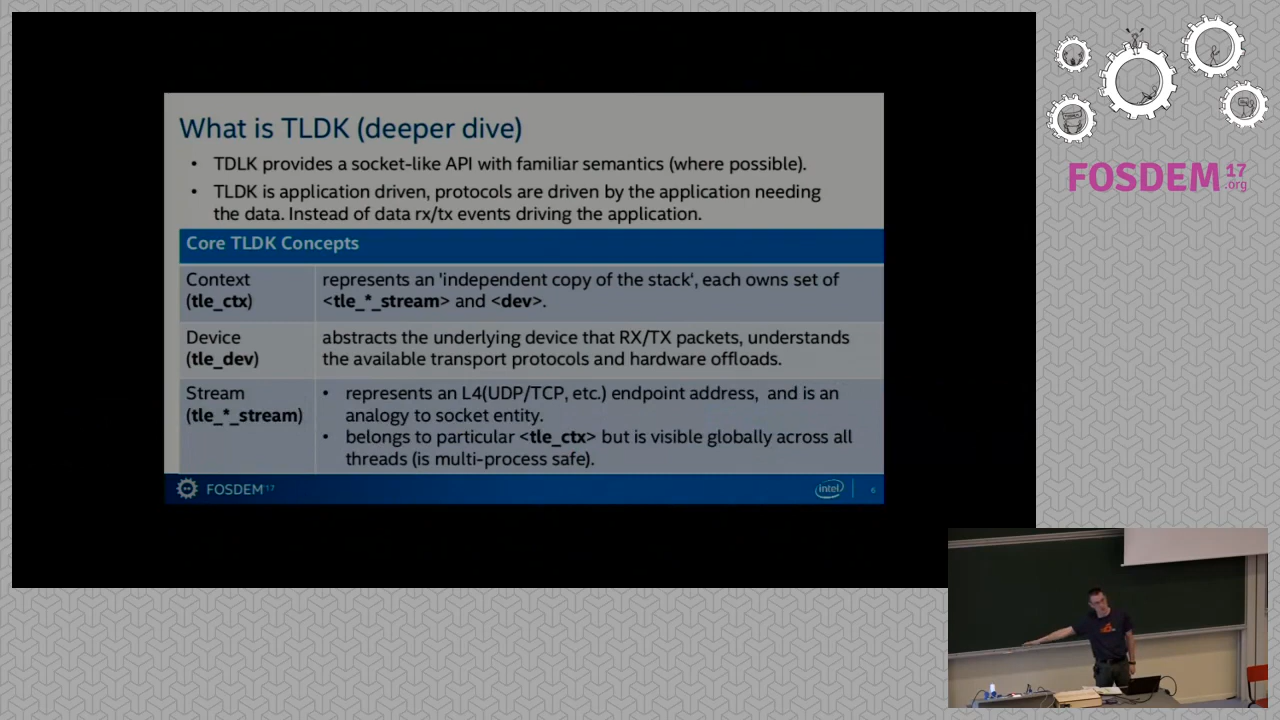 What is TLDK (deeper dive)
• TDLK provides a socket-like API with familiar semantics (where possible).
• TLDK is application driven, protocols are driven by the application needing
the data. Instead of data rx/tx events driving the application.
Core TLDK Concepts
Context
(tle_ctx)
represents an 'independent copy of the stack', each owns set of
<tle_*_stream> and <dev>.
Device
(tle_dev)
abstracts the underlying device that RX/TX packets, understands
the available transport protocols and hardware offloads.
Stream
(tle_*_stream)
• represents an L4(UDP/TCP, etc.) endpoint address, and is an
analogy to socket entity.
• belongs to particular <tle_ctx> but is visible globally across all
threads (is multi-process safe).
FOSDEM'17
intel
6
FOSDEM 17
.org